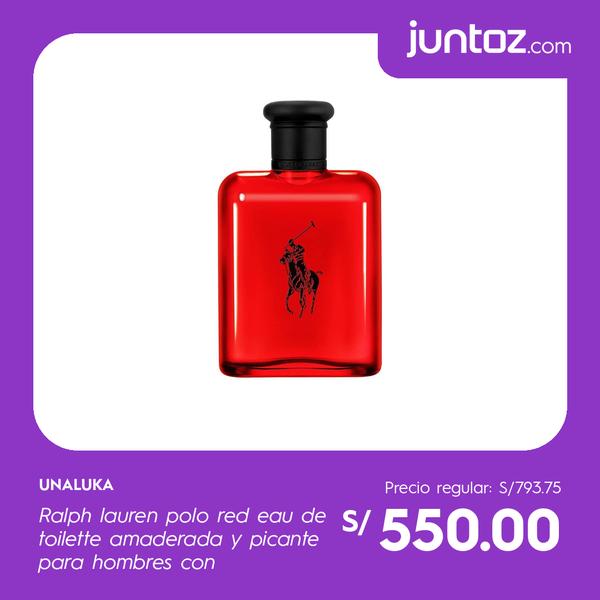 juntoz.com
UNALUKA
Ralph lauren polo red eau de
toilette amaderada y picante
para hombres con
Precio regular: S/793.75
S/ 550.00